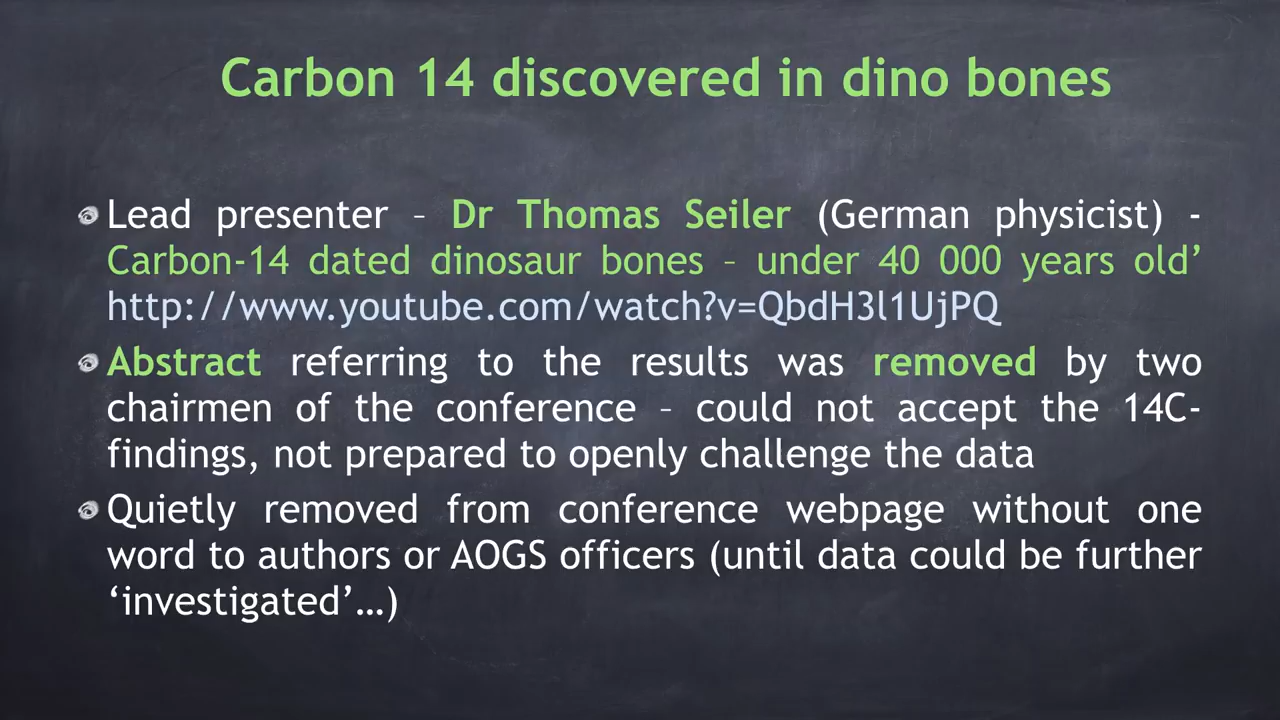 Carbon 14 discovered in dino bones
Lead presenter – Dr Thomas Seiler (German physicist) -
Carbon-14 dated dinosaur bones – under 40 000 years old’
http://www.youtube.com/watch?v=QbdH3l1UjPQ
Abstract referring to the results was removed by two
chairmen of the conference – could not accept the 14C-
findings, not prepared to openly challenge the data
Quietly removed from conference webpage without one
word to authors or AOGS officers (until data could be further
‘investigated’…)